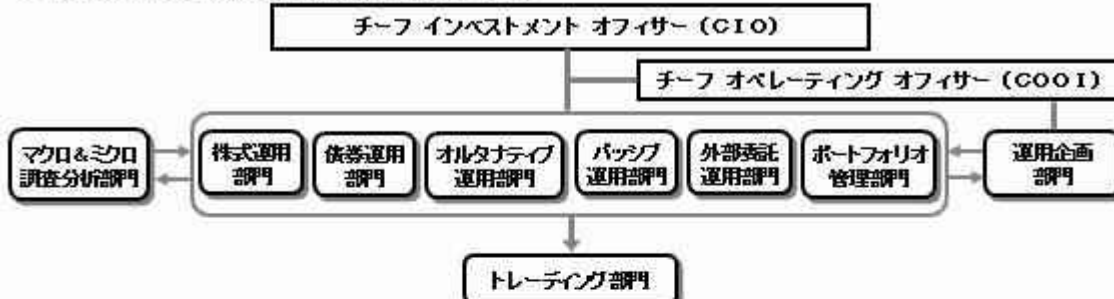 チーフ インベストメント オフィサー (CIO)
チーフ オペレーティング オフィサー (COOI)
マクロ&ミクロ
調査分析部門
株式運用
部門
債券運用
部門
オルタナティブ
運用部門
パッシブ
運用部門
外部委託
運用部門
ポートフォリオ
管理部門
運用企画
部門
トレーディング部門